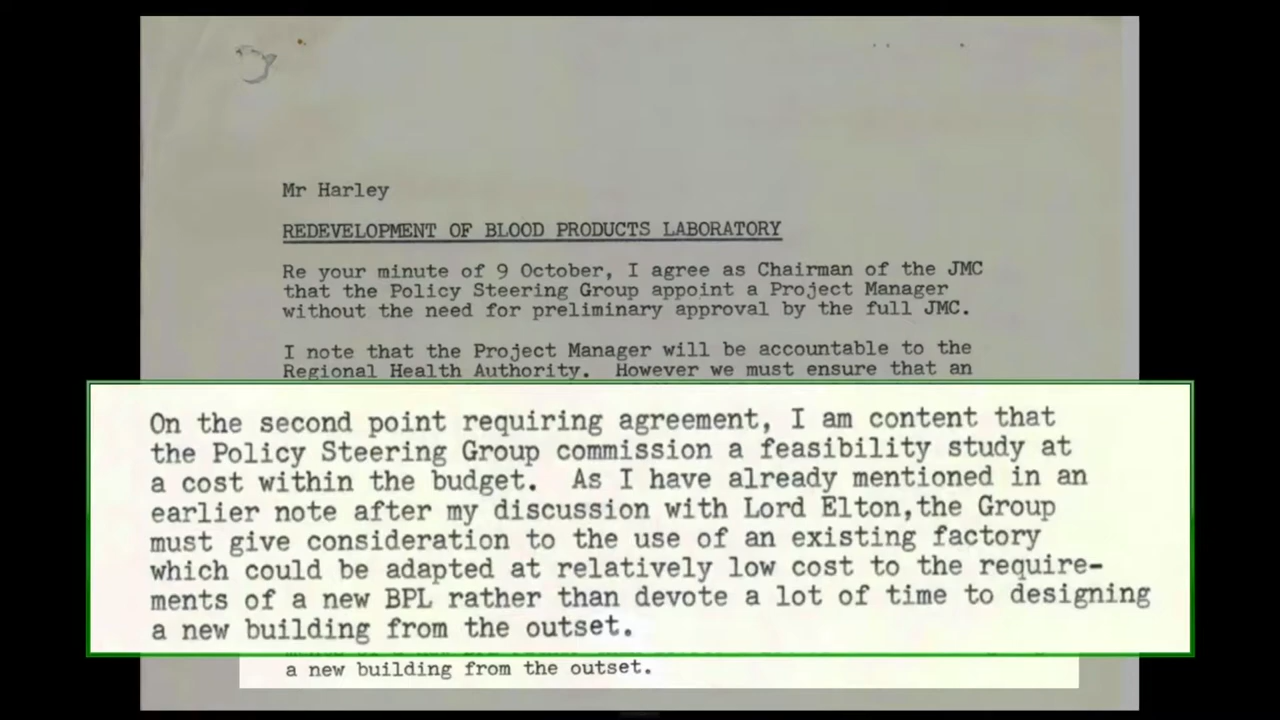 Mr Harley
REDEVELOPMENT OF BLOOD PRODUCTS LABORATORY
Re your minute of 9 October, I agree as Chairman of the JMC
that the Policy Steering Group appoint a Project Manager
without the need for preliminary approval by the full JMC.
I note that the Project Manager will be accountable to the
Regional Health Authority. However we must ensure that an
On the second point requiring agreement, I am content that
the Policy Steering Group commission a feasibility study at
a cost within the budget. As I have already mentioned in an
earlier note after my discussion with Lord Elton,the Group
must give consideration to the use of an existing factory
which could be adapted at relatively low cost to the require-
ments of a new BPL rather than devote a lot of time to designing
a new building from the outset.
a new building from the outset.